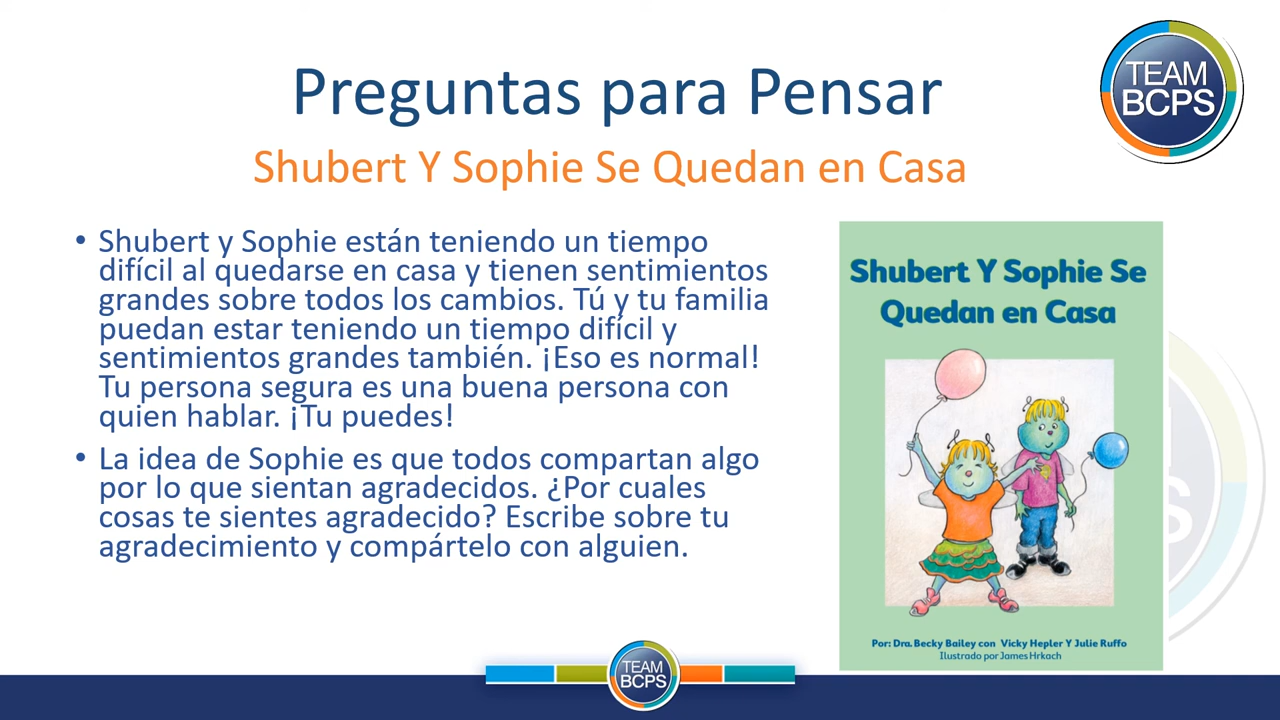 Preguntas para Pensar
Shubert Y Sophie Se Quedan en Casa
TEAM
BCPS
• Shubert y Sophie están teniendo un tiempo
difícil al quedarse en casa y tienen sentimientos
grandes sobre todos los cambios. Tú y tu familia
puedan estar teniendo un tiempo difícil y
sentimientos grandes también. ¡Eso es normal!
Tu persona segura es una buena persona con
quien hablar. ¡Tu puedes!
• La idea de Sophie es que todos compartan algo
por lo que sientan agradecidos. ¿Por cuales
cosas te sientes agradecido? Escribe sobre tu
agradecimiento y compártelo con alguien.
Shubert Y Sophie Se
Quedan en Casa
Por: Dra. Becky Bailey con Vicky Hepler Y Julie Ruffo
Ilustrado por James Hrkach
TEAM
BCPS